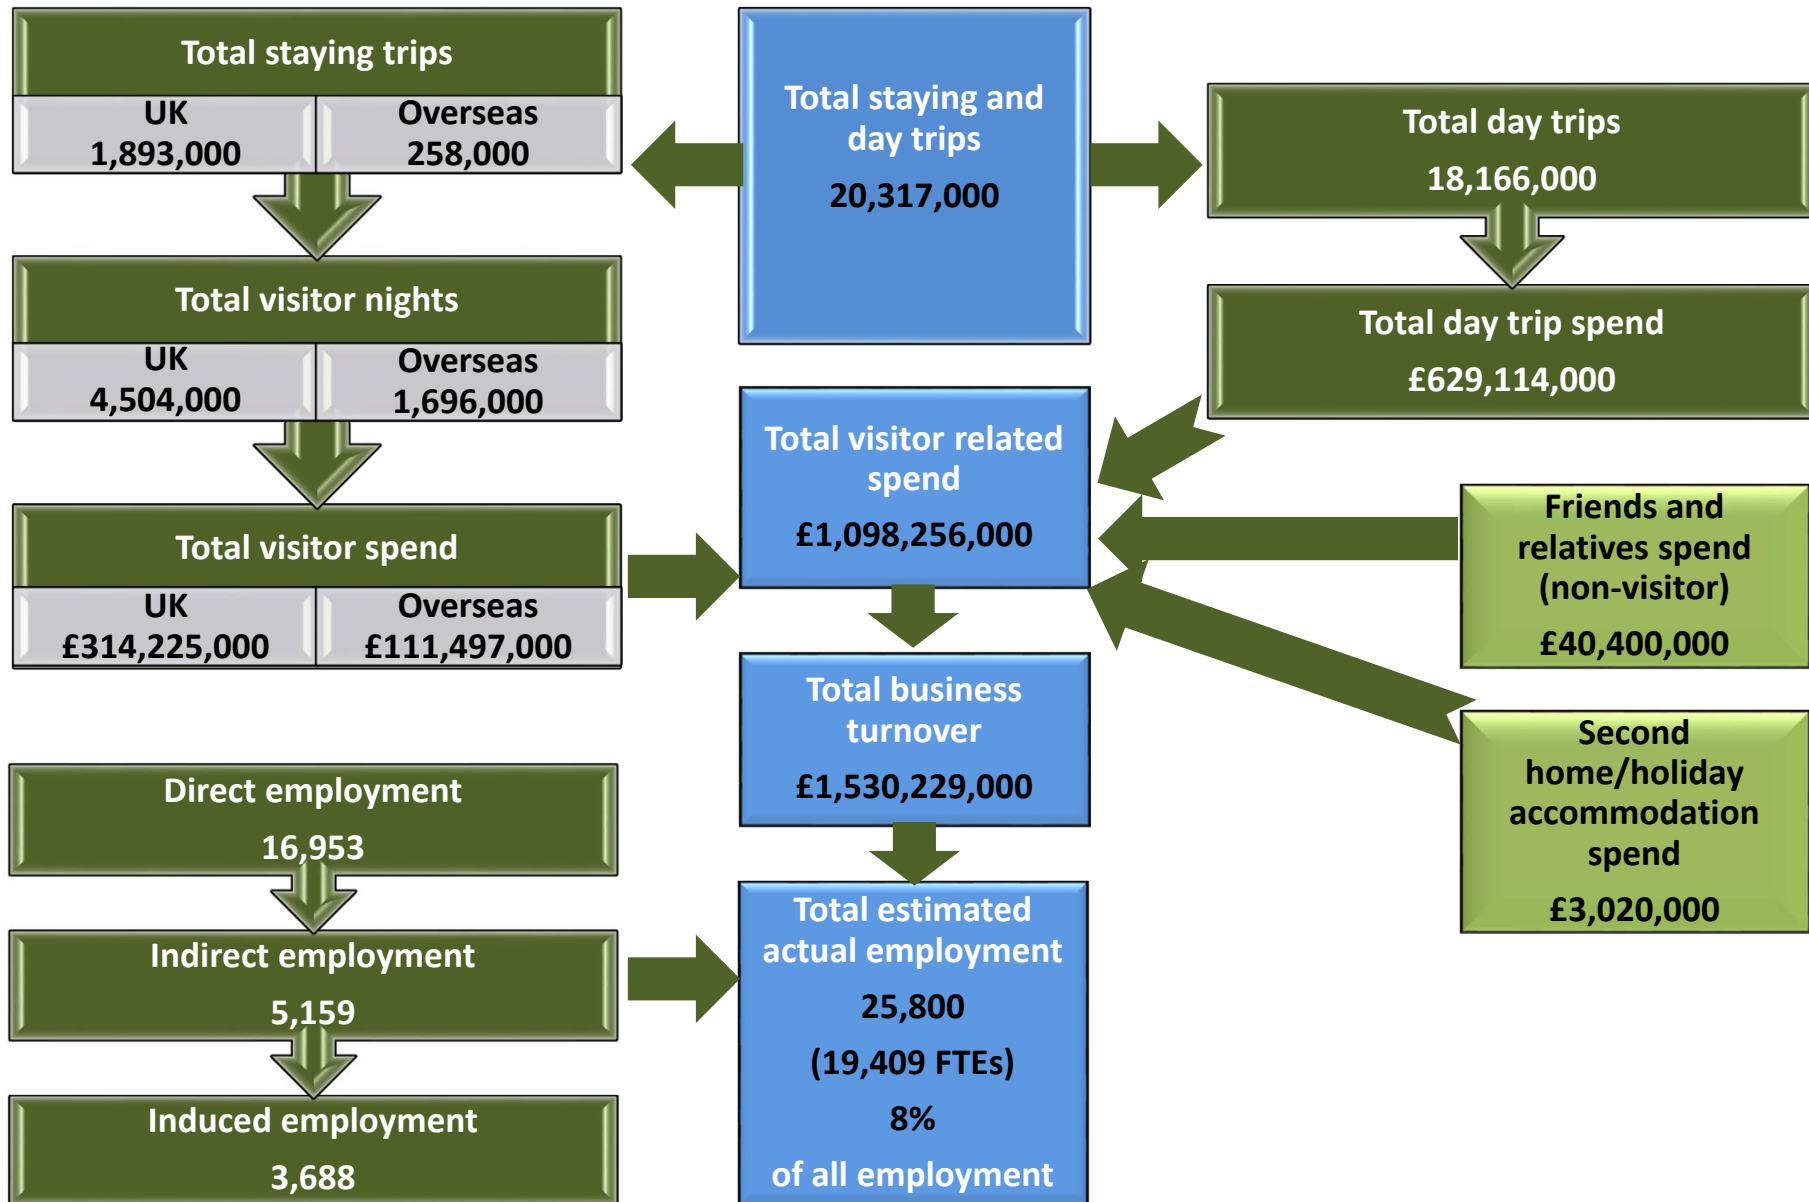 Total staying trips
UK
1,893,000
Overseas
258,000
Total visitor nights
UK
4,504,000
Overseas
1,696,000
Total visitor spend
UK
£314,225,000
Overseas
£111,497,000
Direct employment
16,953
Indirect employment
5,159
Induced employment
3,688
Total staying and
day trips
20,317,000
Total visitor related
spend
£1,098,256,000
Total business
turnover
£1,530,229,000
Total estimated
actual employment
25,800
(19,409 FTEs)
8%
of all employment
Total day trips
18,166,000
Total day trip spend
£629,114,000
Friends and
relatives spend
(non-visitor)
£40,400,000
Second
home/holiday
accommodation
spend
£3,020,000